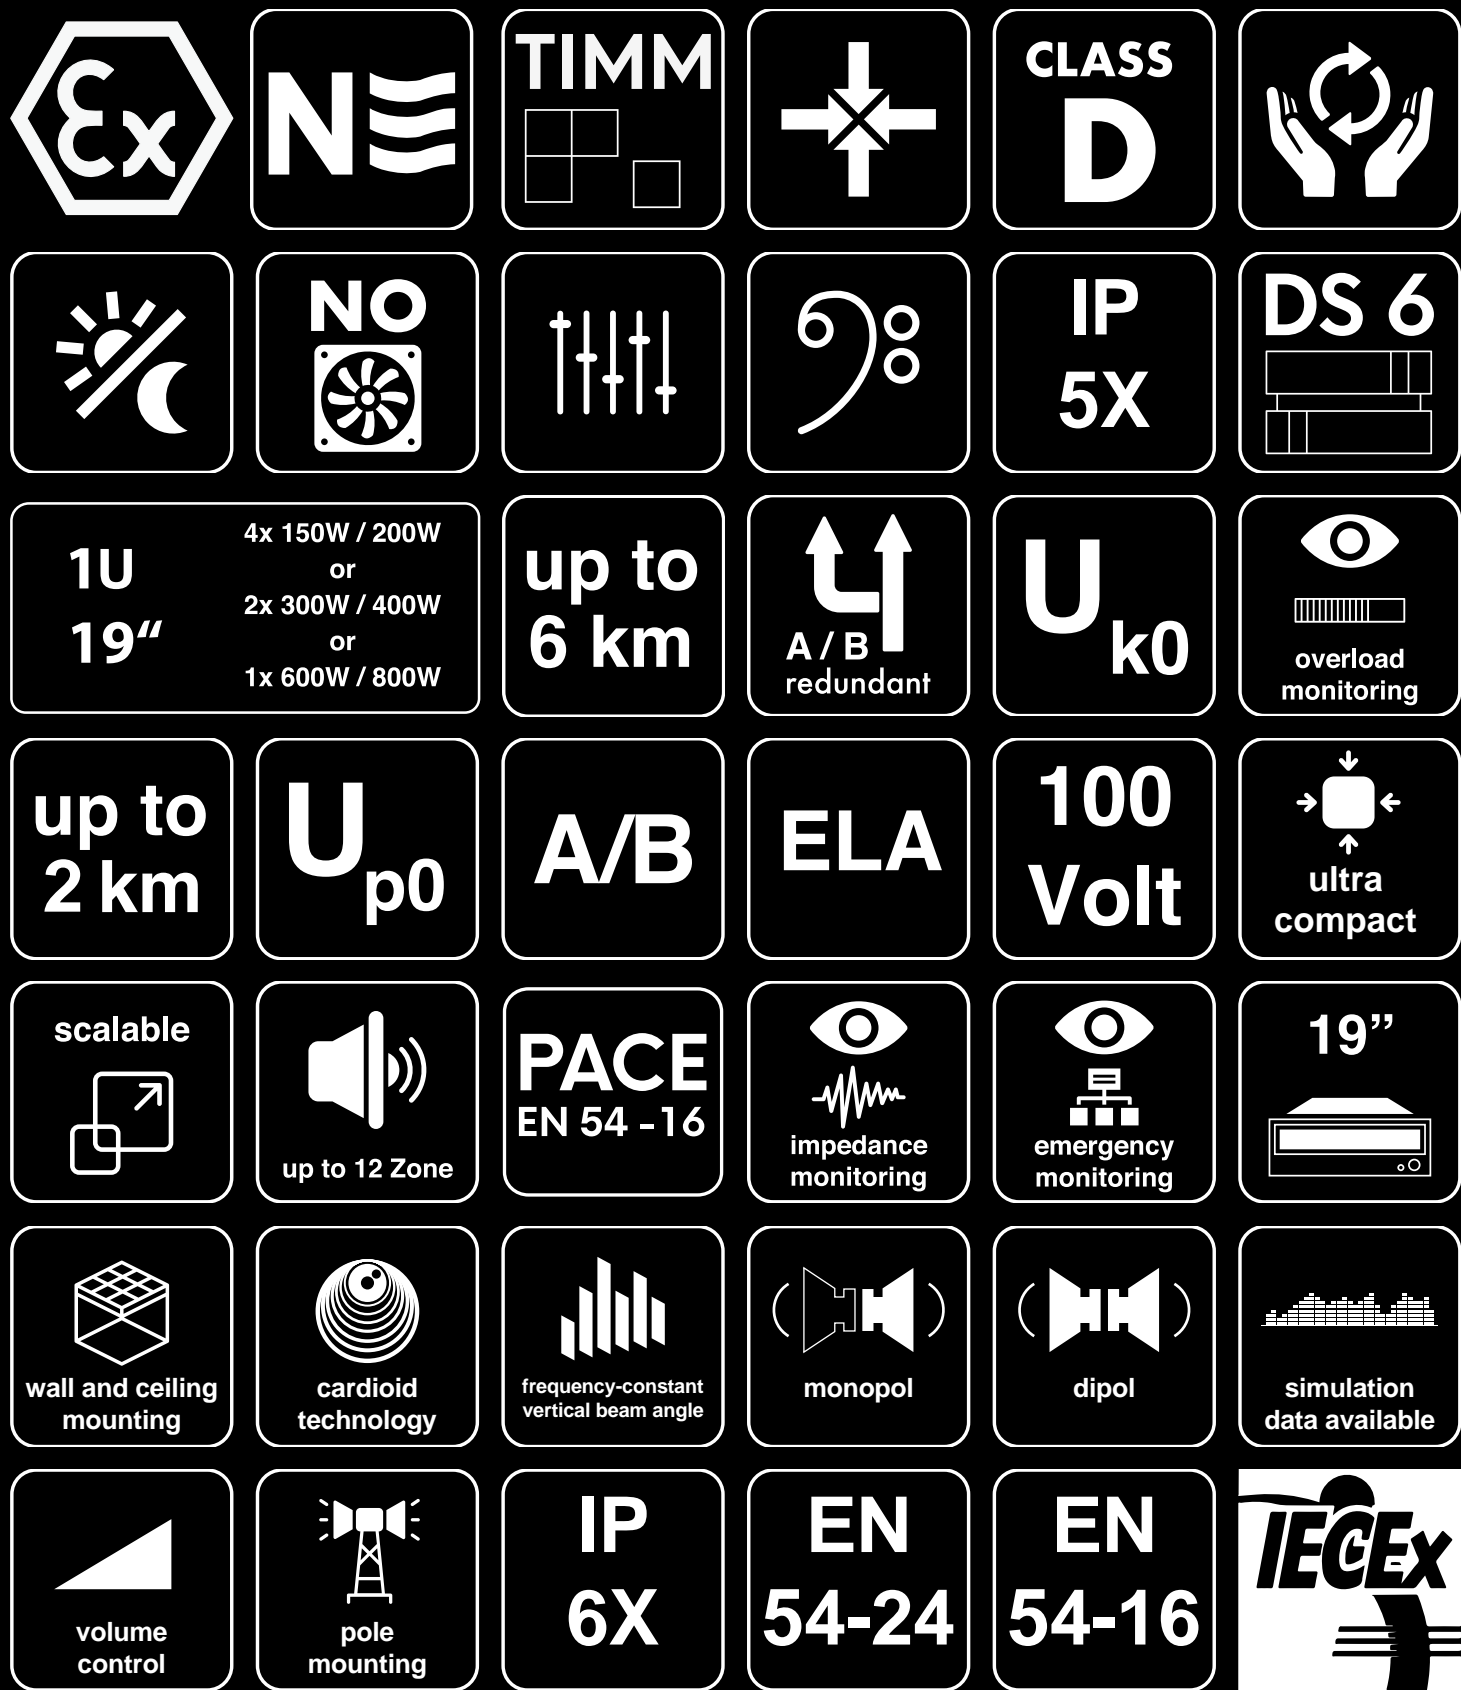 Ex
N
TIMM
CLASS
D
NO
IP
5X
DS 6
1U
19“
4x 150W / 200W
or
2x 300W / 400W
or
1x 600W / 800W
up to
6 km
A / B
redundant
U
k0
overload
monitoring
up to
2 km
U
p0
A/B
ELA
100
Volt
ultra
compact
scalable
up to 12 Zone
PACE
EN 54 -16
impedance
monitoring
emergency
monitoring
19”
wall and ceiling
mounting
cardioid
technology
frequency-constant
vertical beam angle
monopol
dipol
simulation
data available
volume
control
pole
mounting
IP
6X
EN
54-24
EN
54-16
IECEx